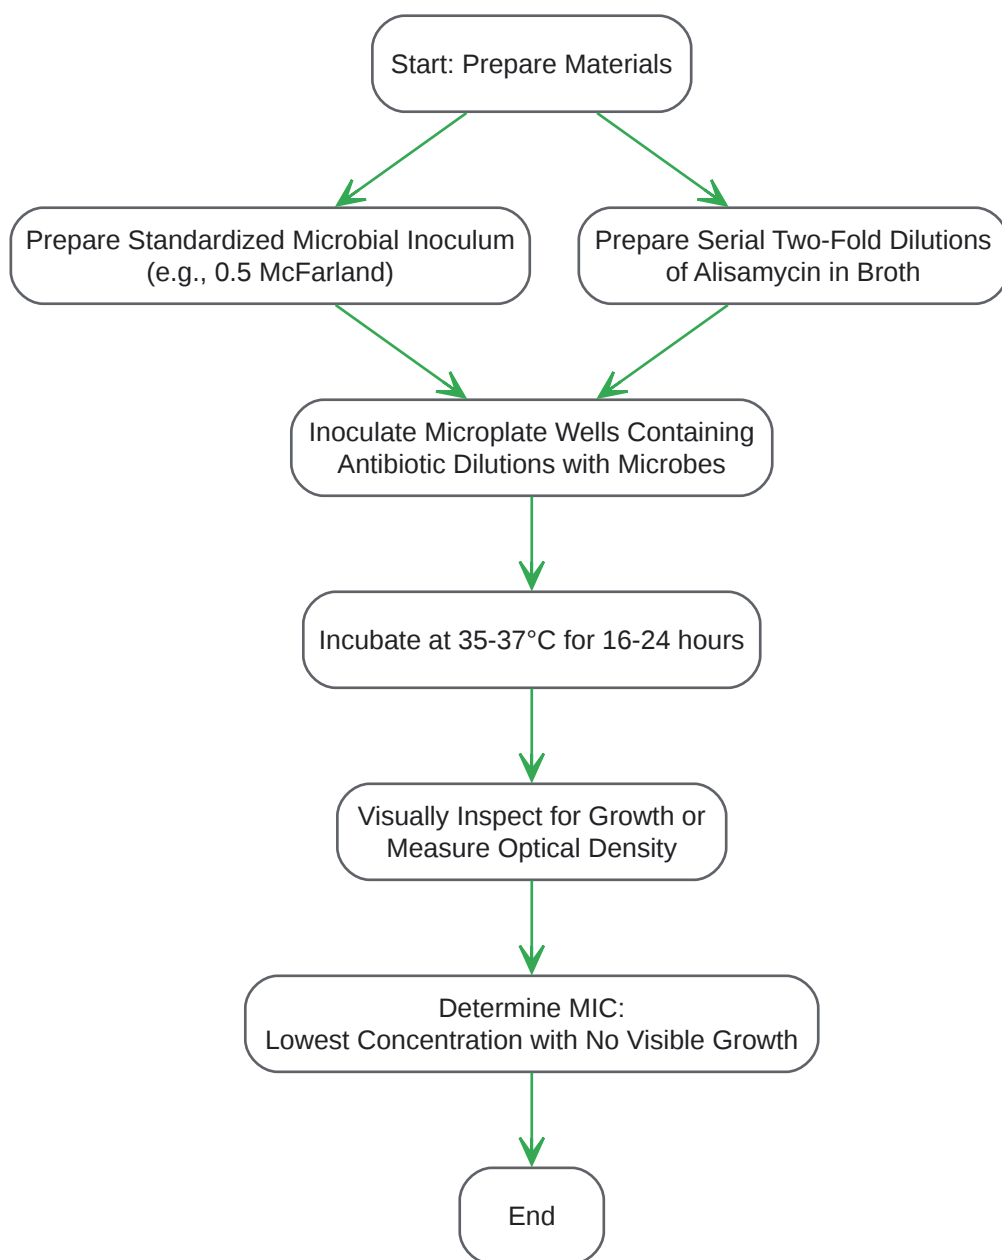 Start: Prepare Materials
Prepare Standardized Microbial Inoculum
(e.g., 0.5 McFarland)
Prepare Serial Two-Fold Dilutions
of Alisamycin in Broth
Inoculate Microplate Wells Containing
Antibiotic Dilutions with Microbes
Incubate at 35-37°C for 16-24 hours
Visually Inspect for Growth or
Measure Optical Density
Determine MIC:
Lowest Concentration with No Visible Growth
End